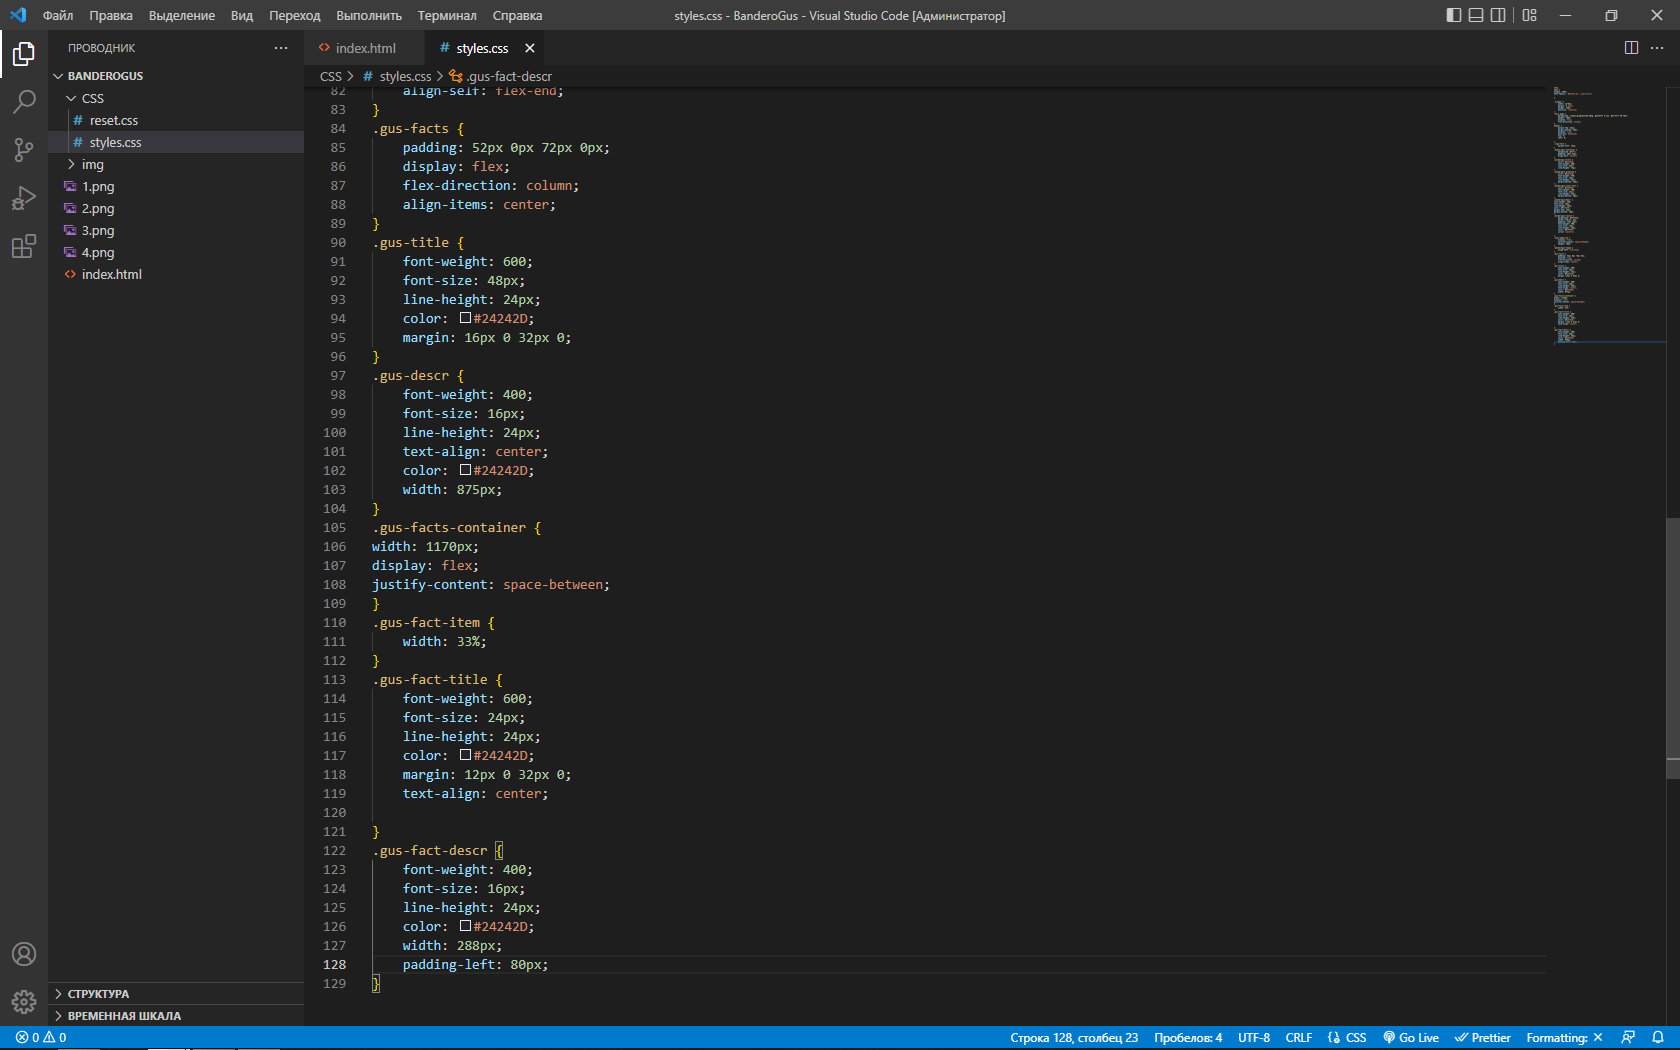 Файл Правка Выделение Вид Переход Выполнить Терминал Справка
styles.css - BanderoGus - Visual Studio Code [Администратор]
ПРОВОДНИК
BANDEROGUS
CSS
# reset.css
# styles.css
img
1.png
2.png
3.png
4.png
<> index.html
СТРУКТУРА
ВРЕМЕННАЯ ШКАЛА
<> index.html
# styles.css
CSS > # styles.css > .gus-fact-descr
82 align-self: flex-end;
83 }
84 .gus-facts {
85 padding: 52px 0px 72px 0px;
86 display: flex;
87 flex-direction: column;
88 align-items: center;
89 }
90 .gus-title {
91 font-weight: 600;
92 font-size: 48px;
93 line-height: 24px;
94 color: #24242D;
95 margin: 16px 0 32px 0;
96 }
97 .gus-descr {
98 font-weight: 400;
99 font-size: 16px;
100 line-height: 24px;
101 text-align: center;
102 color: #24242D;
103 width: 875px;
104 }
105 .gus-facts-container {
106 width: 1170px;
107 display: flex;
108 justify-content: space-between;
109 }
110 .gus-fact-item {
111 width: 33%;
112 }
113 .gus-fact-title {
114 font-weight: 600;
115 font-size: 24px;
116 line-height: 24px;
117 color: #24242D;
118 margin: 12px 0 32px 0;
119 text-align: center;
120
121 }
122 .gus-fact-descr {
123 font-weight: 400;
124 font-size: 16px;
125 line-height: 24px;
126 color: #24242D;
127 width: 288px;
128 padding-left: 80px;
129 }
0 0
Строка 128, столбец 23 Пробелов: 4 UTF-8 CRLF {} CSS Go Live Prettier Formatting: ×